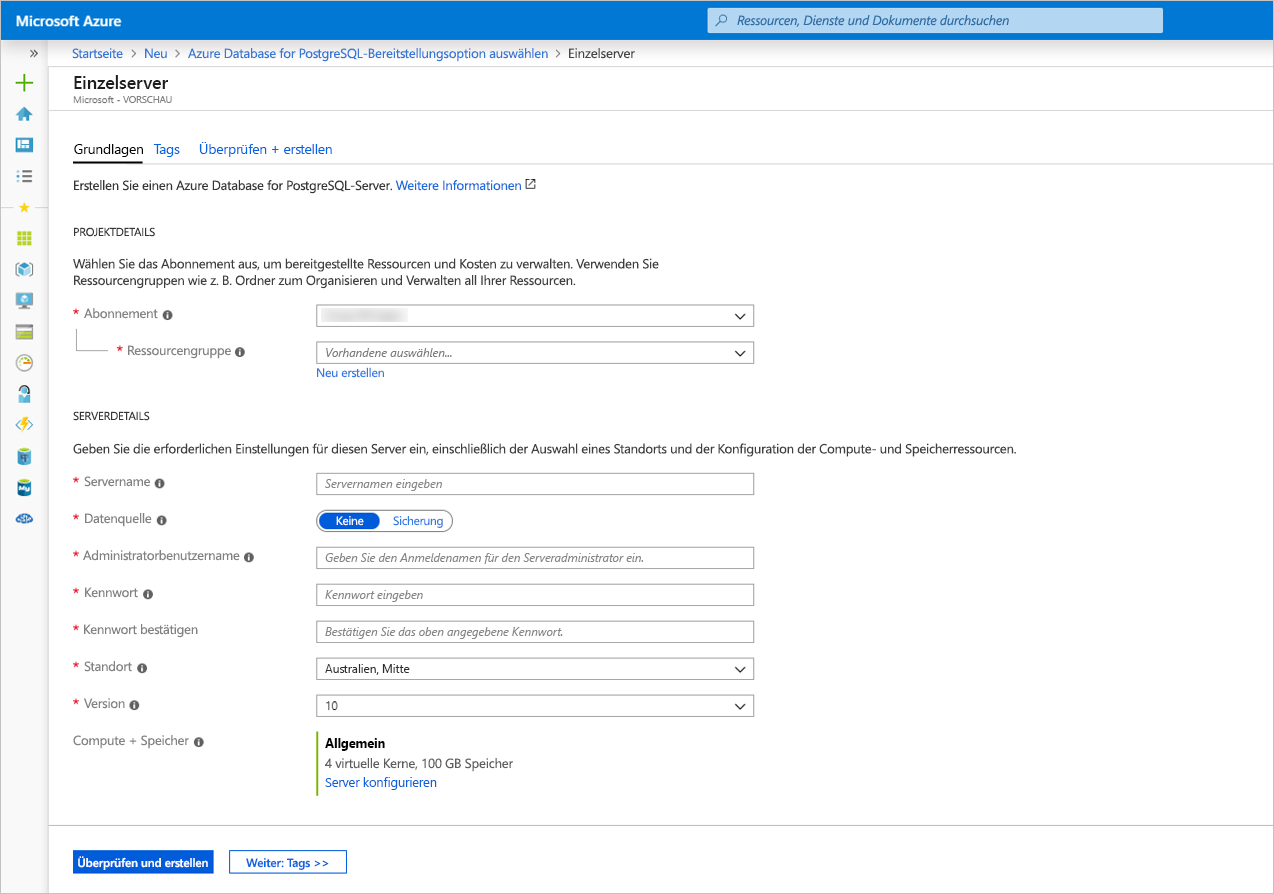 Microsoft Azure
Ressourcen, Dienste und Dokumente durchsuchen
Startseite > Neu > Azure Database for PostgreSQL-Bereitstellungsoption auswählen > Einzelserver
Einzelserver
Microsoft - VORSCHAU
Grundlagen Tags Überprüfen + erstellen
Erstellen Sie einen Azure Database for PostgreSQL-Server. Weitere Informationen
PROJEKTDETAILS
Wählen Sie das Abonnement aus, um bereitgestellte Ressourcen und Kosten zu verwalten. Verwenden Sie
Ressourcengruppen wie z. B. Ordner zum Organisieren und Verwalten all Ihrer Ressourcen.
* Abonnement
* Ressourcengruppe Vorhandene auswählen...
Neu erstellen
SERVERDETAILS
Geben Sie die erforderlichen Einstellungen für diesen Server ein, einschließlich der Auswahl eines Standorts und der Konfiguration der Compute- und Speicherressourcen.
* Servername Servernamen eingeben
* Datenquelle Keine Sicherung
* Administratorbenutzername Geben Sie den Anmeldenamen für den Serveradministrator ein.
* Kennwort Kennwort eingeben
* Kennwort bestätigen Bestätigen Sie das oben angegebene Kennwort.
* Standort Australien, Mitte
* Version 10
Compute + Speicher Allgemein
4 virtuelle Kerne, 100 GB Speicher
Server konfigurieren
Überprüfen und erstellen Weiter: Tags >>